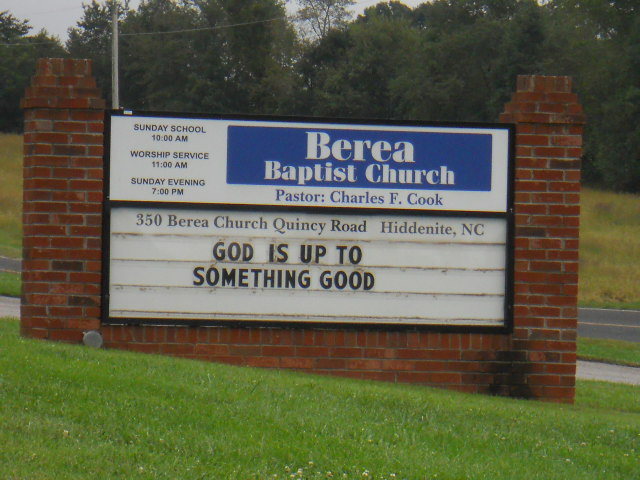 SUNDAY SCHOOL
10:00 AM
WORSHIP SERVICE
11:00 AM
SUNDAY EVENING
7:00 PM
Berea
Baptist Church
Pastor: Charles F. Cook
350 Berea Church Quincy Road Hiddenite, NC
GOD IS UP TO
SOMETHING GOOD